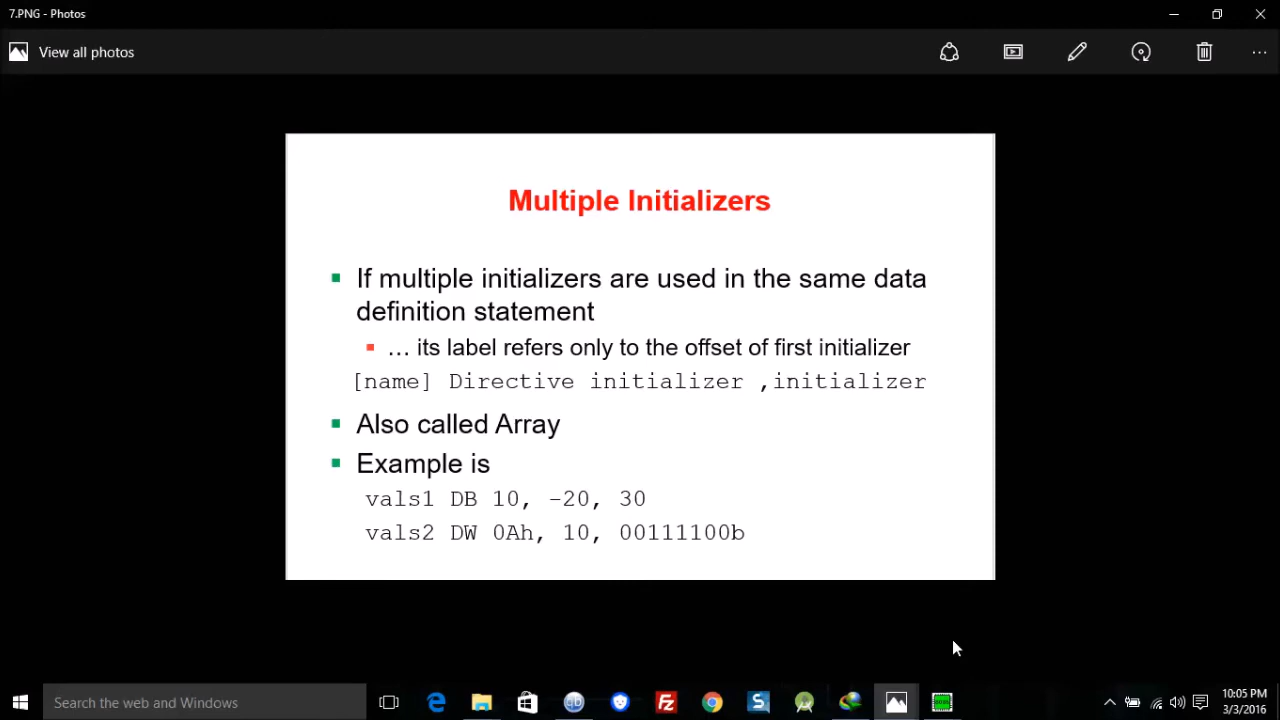 7.PNG - Photos
View all photos
Multiple Initializers
If multiple initializers are used in the same data
definition statement
… its label refers only to the offset of first initializer
[name] Directive initializer ,initializer
Also called Array
Example is
vals1 DB 10, -20, 30
vals2 DW 0Ah, 10, 00111100b
Search the web and Windows
10:05 PM
3/3/2016